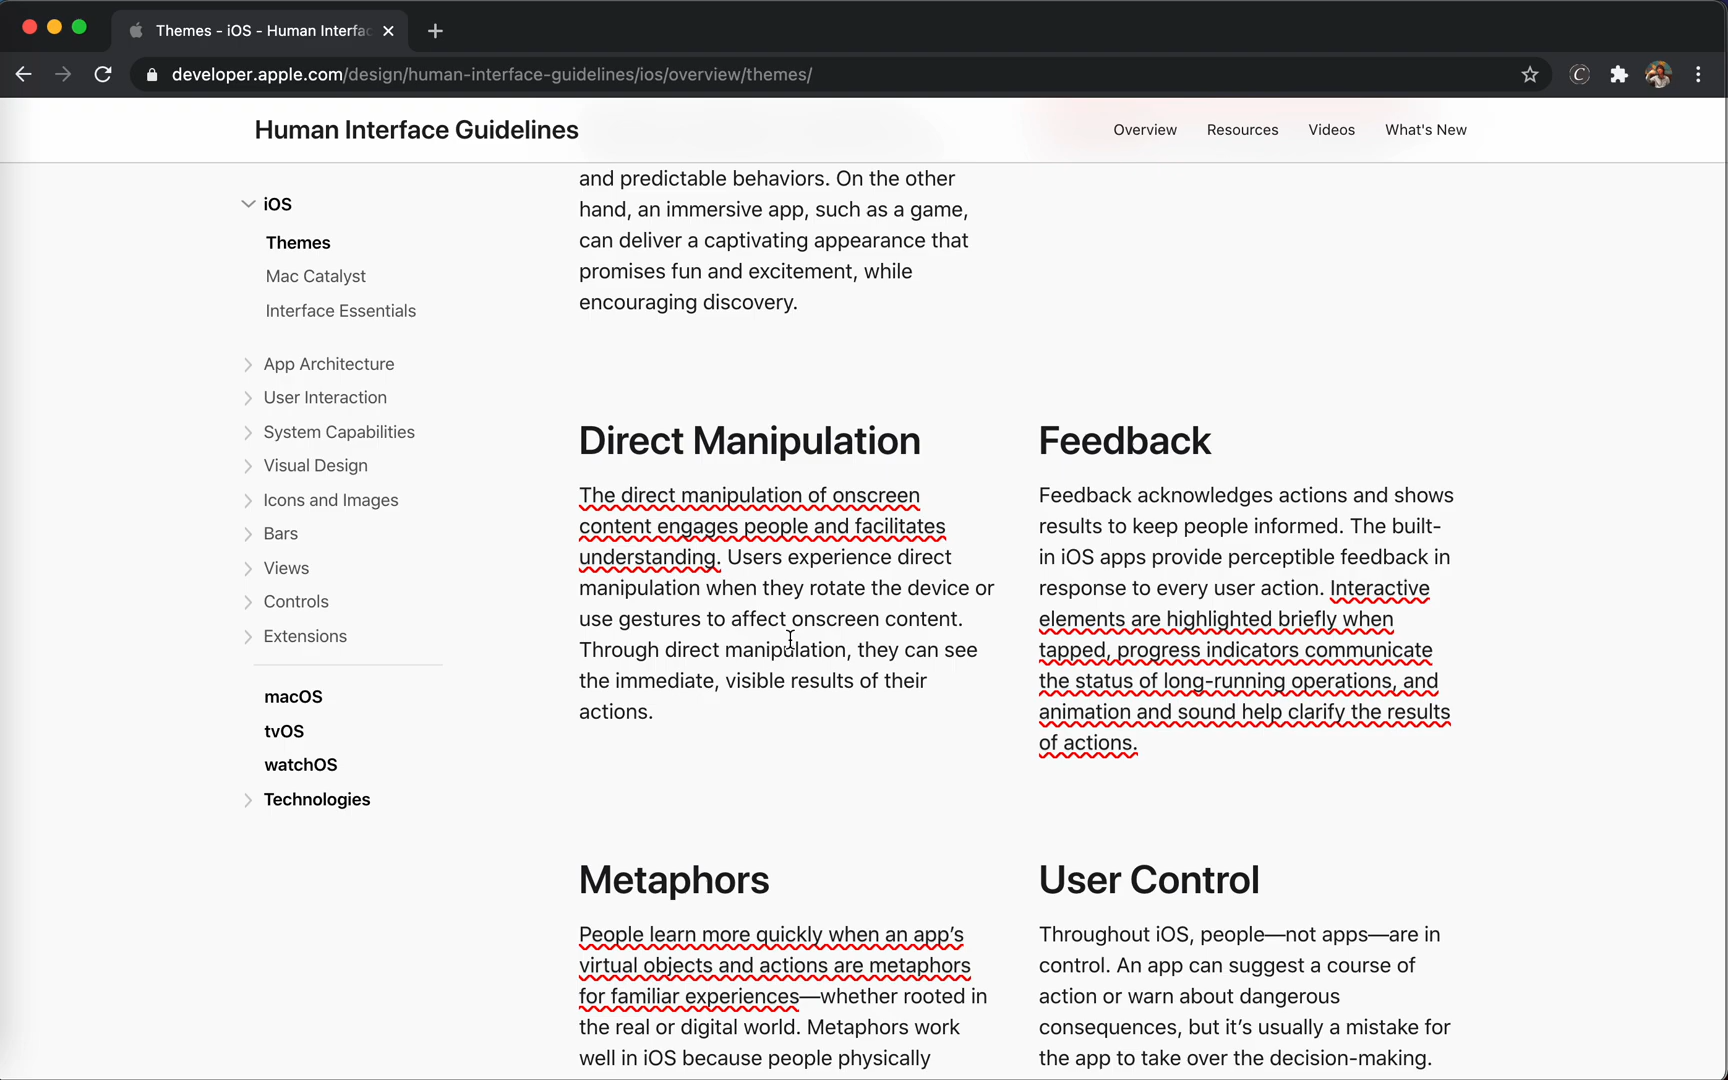 Themes - iOS - Human Interfac
developer.apple.com/design/human-interface-guidelines/ios/overview/themes/
Human Interface Guidelines
Overview
Resources
Videos
What's New
iOS
Themes
Mac Catalyst
Interface Essentials
App Architecture
User Interaction
System Capabilities
Visual Design
Icons and Images
Bars
Views
Controls
Extensions
macOS
tvOS
watchOS
Technologies
and predictable behaviors. On the other
hand, an immersive app, such as a game,
can deliver a captivating appearance that
promises fun and excitement, while
encouraging discovery.
Direct Manipulation
The direct manipulation of onscreen
content engages people and facilitates
understanding. Users experience direct
manipulation when they rotate the device or
use gestures to affect onscreen content.
Through direct manipulation, they can see
the immediate, visible results of their
actions.
Feedback
Feedback acknowledges actions and shows
results to keep people informed. The built-
in iOS apps provide perceptible feedback in
response to every user action. Interactive
elements are highlighted briefly when
tapped, progress indicators communicate
the status of long-running operations, and
animation and sound help clarify the results
of actions.
Metaphors
People learn more quickly when an app’s
virtual objects and actions are metaphors
for familiar experiences—whether rooted in
the real or digital world. Metaphors work
well in iOS because people physically
User Control
Throughout iOS, people—not apps—are in
control. An app can suggest a course of
action or warn about dangerous
consequences, but it’s usually a mistake for
the app to take over the decision-making.